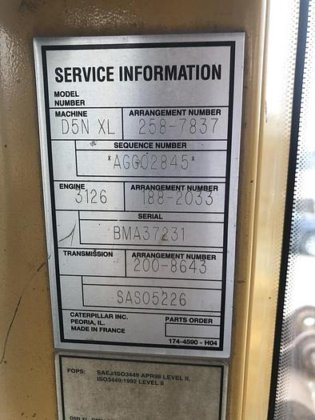 SERVICE INFORMATION
MODEL
NUMBER
MACHINE ARRANGEMENT NUMBER
D5N XL 258-7837
SEQUENCE NUMBER
*AGG02845*
ENGINE ARRANGEMENT NUMBER
3126 188-2033
SERIAL
BMA37231
TRANSMISSION ARRANGEMENT NUMBER
200-8643
SAS05226
CATERPILLAR INC.
PEORIA, IL.
MADE IN FRANCE
PARTS ORDER
174-4590 - H04
FOPS: SAEJ/ISO3449 APR98 LEVEL II,
ISO3449:1992 LEVEL II